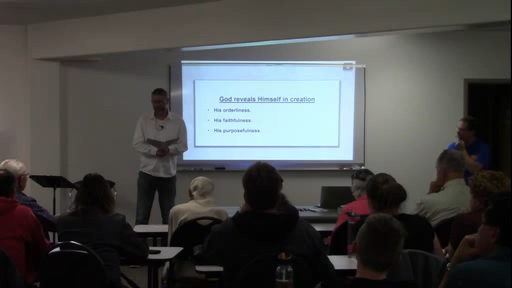 God reveals Himself in creation
• His orderliness
• His faithfulness
• His purposefulness